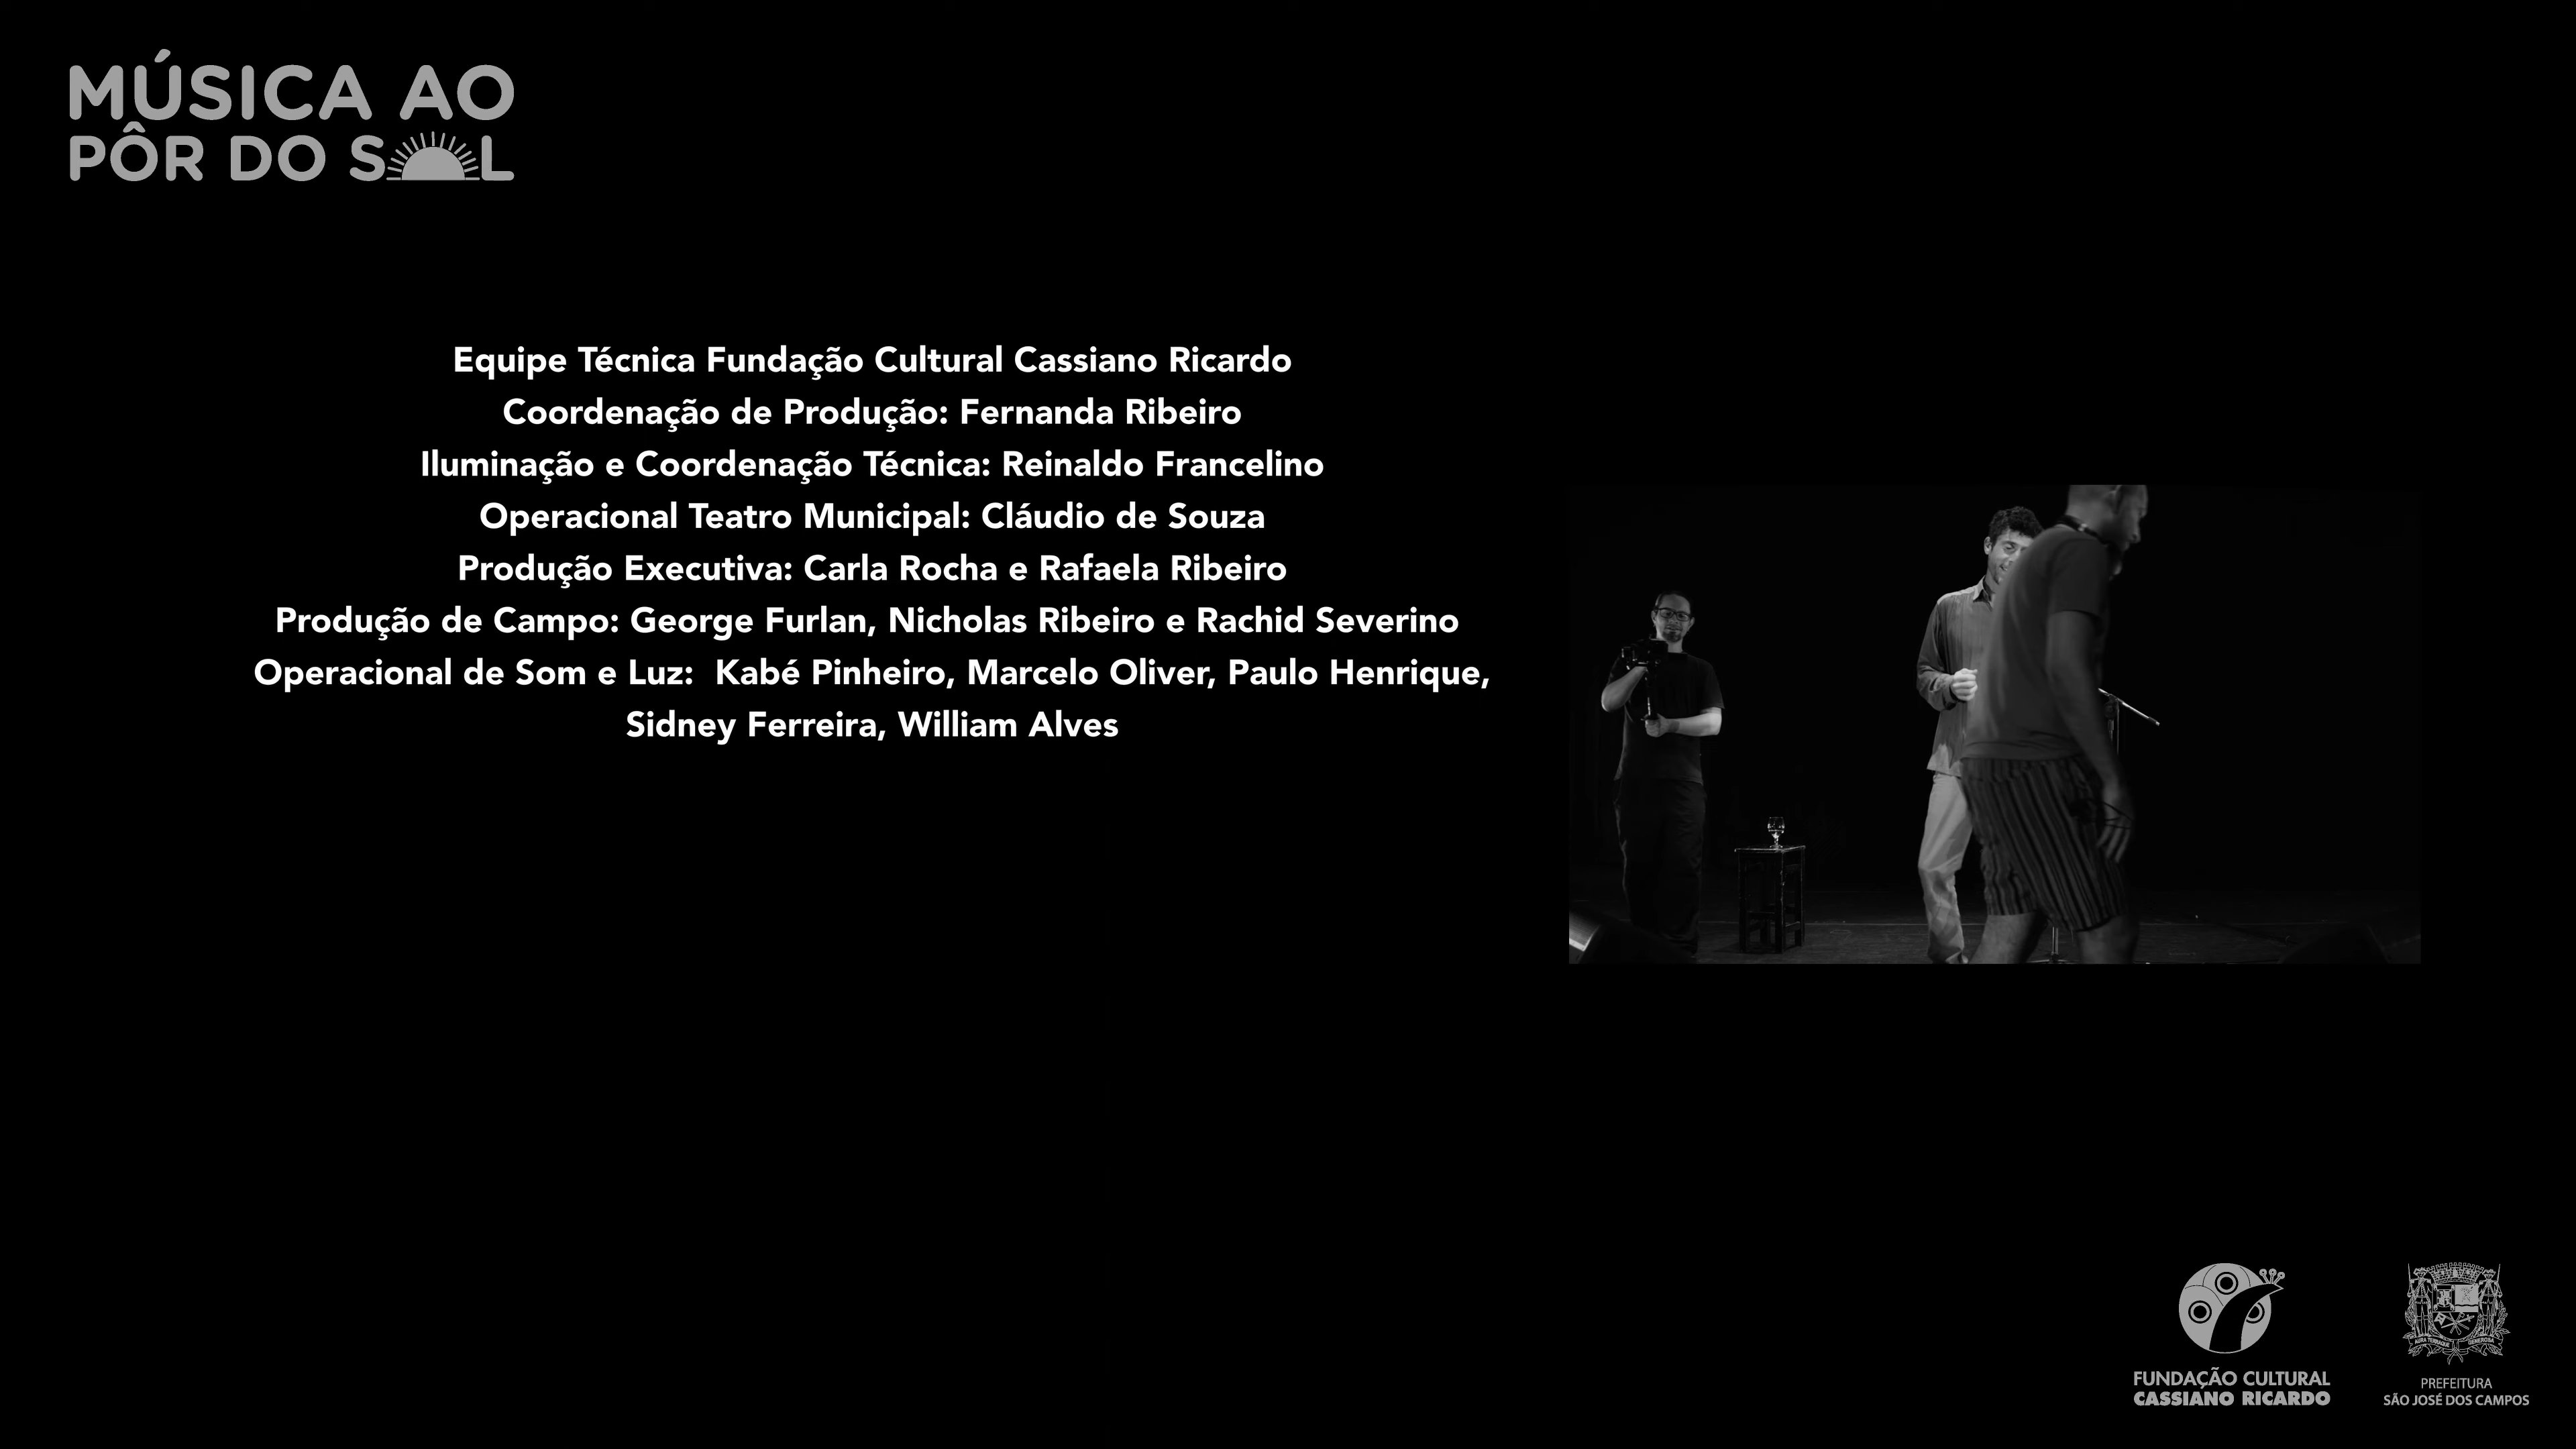 MÚSICA AO
PÔR DO SOL
Equipe Técnica Fundação Cultural Cassiano Ricardo
Coordenação de Produção: Fernanda Ribeiro
Iluminação e Coordenação Técnica: Reinaldo Francelino
Operacional Teatro Municipal: Cláudio de Souza
Produção Executiva: Carla Rocha e Rafaela Ribeiro
Produção de Campo: George Furlan, Nicholas Ribeiro e Rachid Severino
Operacional de Som e Luz:  Kabé Pinheiro, Marcelo Oliver, Paulo Henrique,
Sidney Ferreira, William Alves
FUNDAÇÃO CULTURAL
CASSIANO RICARDO
AURA TERRAQUE GENEROSA
PREFEITURA
SÃO JOSÉ DOS CAMPOS